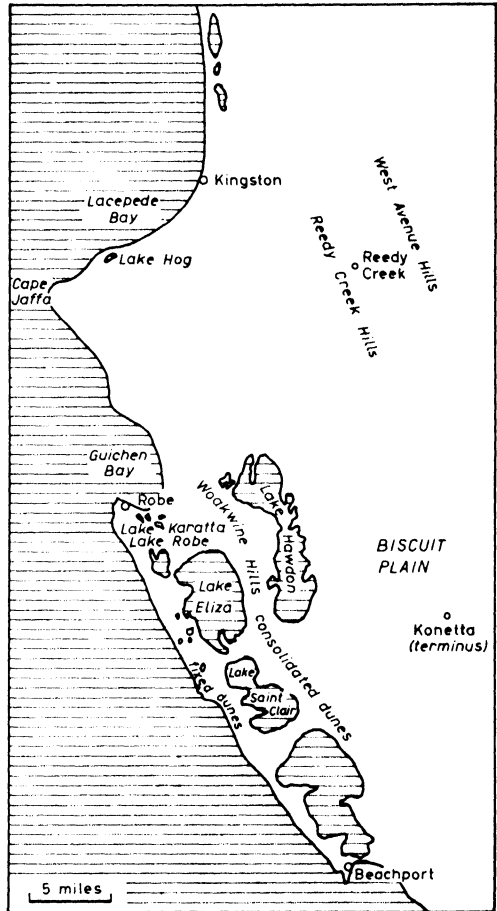 Kingston
Lacepede
Bay
Lake Hog
Cape
Jaffa
West Avenue Hills
Reedy
Creek
Reedy Creek Hills
Guichen
Bay
Robe
Lake Karatta
Lake Robe
Woakwine Hills consolidated dunes
Lake
Hawdon
BISCUIT
PLAIN
Lake
Eliza
Konetta
(terminus)
fixed dunes
Lake
Saint
Clair
Beachport
5 miles